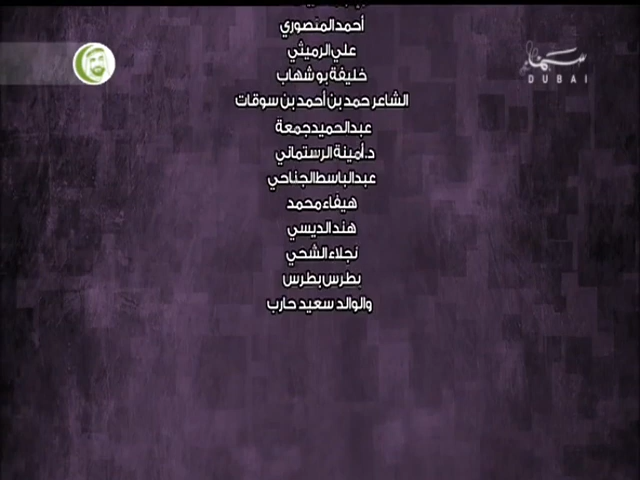 أحمد المنصوري
علي الرميثي
خليفة بو شهاب
الشاعر حمد بن أحمد بن سوقات
عبدالحميد جمعة
د. أمينة الرستماني
عبدالباسط الجناحي
هيفاء محمد
هند الديسي
نجلاء الشحي
بطرس بطرس
والوالد سعيد حارب
سما
DUBAI